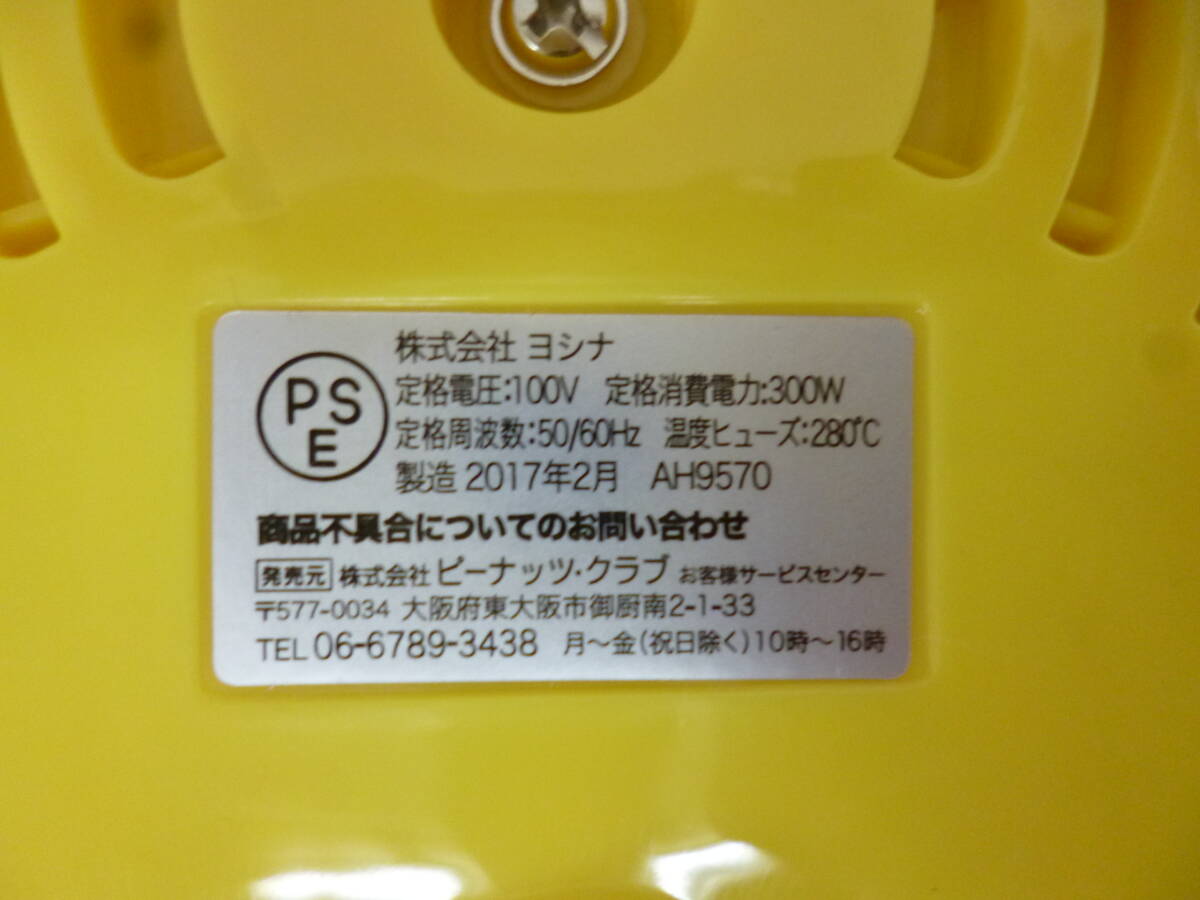 PSE
株式会社 ヨシナ
定格電圧:100V 定格消費電力:300W
定格周波数:50/60Hz 温度ヒューズ:280℃
製造 2017年2月 AH9570
商品不具合についてのお問い合わせ
発売元 株式会社 ピーナッツ・クラブ お客様サービスセンター
〒577-0034 大阪府東大阪市御厨南2-1-33
TEL 06-6789-3438 月～金(祝日除く)10時～16時